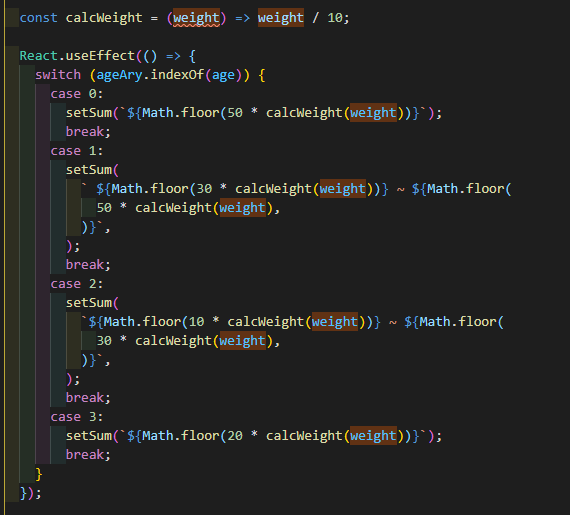 const calcWeight = (weight) => weight / 10;
React.useEffect(() => {
switch (ageAry.indexOf(age)) {
case 0:
setSum(`${Math.floor(50 * calcWeight(weight))}`);
break;
case 1:
setSum(
` ${Math.floor(30 * calcWeight(weight))} ~ ${Math.floor(
50 * calcWeight(weight),
)}`,
);
break;
case 2:
setSum(
`${Math.floor(10 * calcWeight(weight))} ~ ${Math.floor(
30 * calcWeight(weight),
)}`,
);
break;
case 3:
setSum(`${Math.floor(20 * calcWeight(weight))}`);
break;
}
});